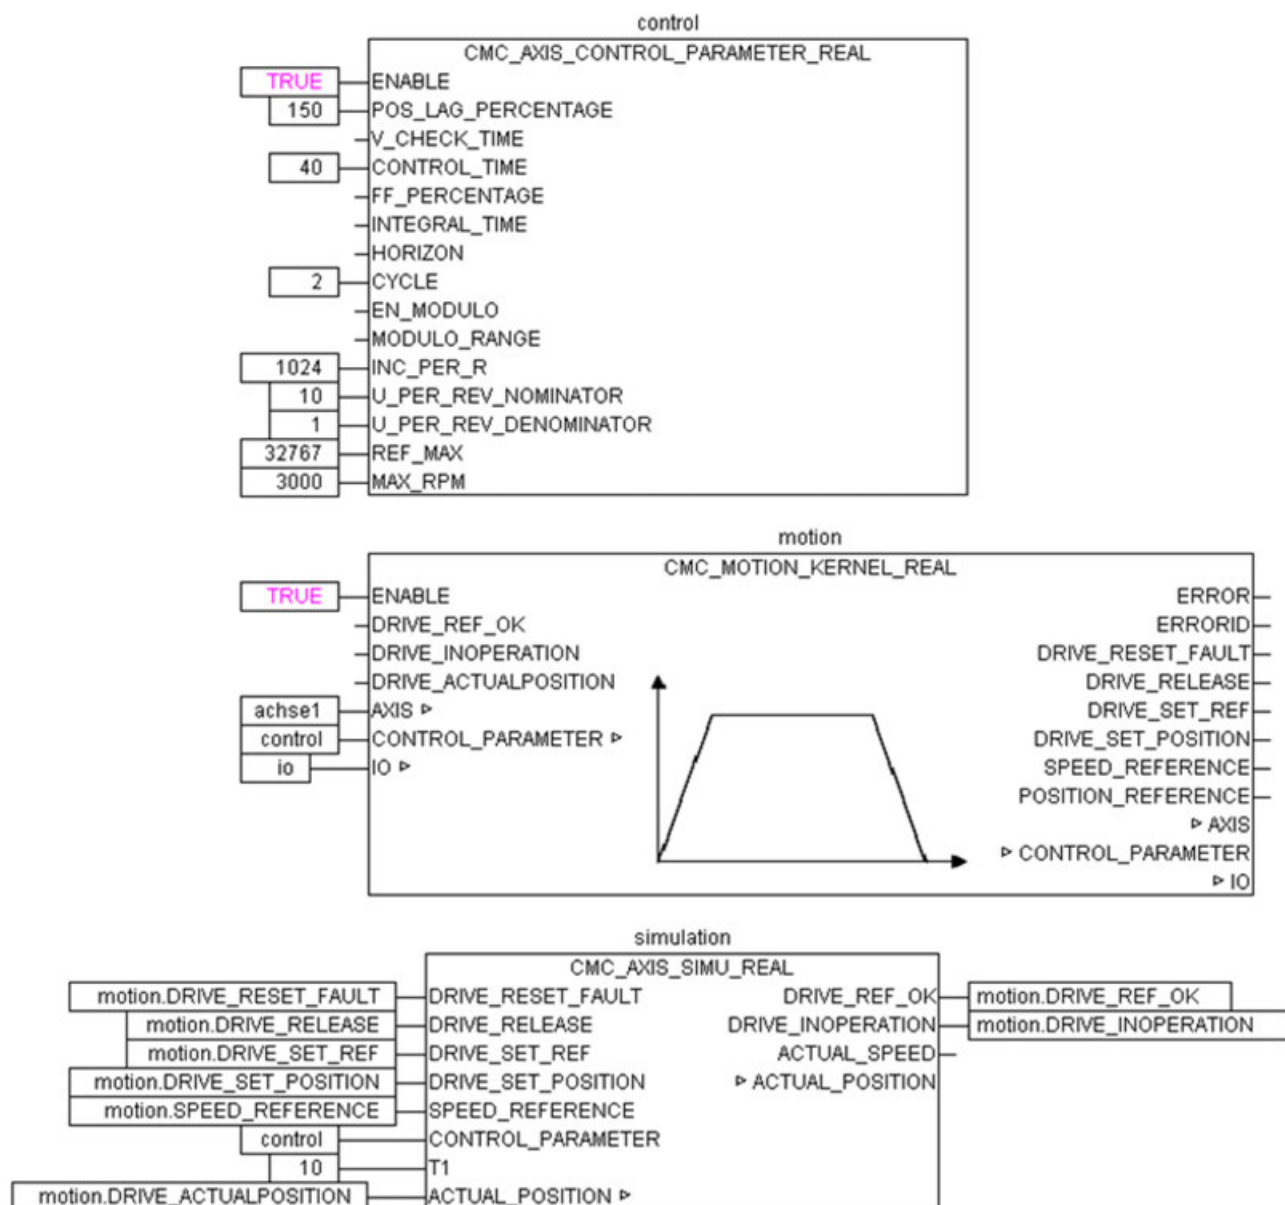 control
CMC_AXIS_CONTROL_PARAMETER_REAL
TRUE ENABLE
150 POS_LAG_PERCENTAGE
V_CHECK_TIME
40 CONTROL_TIME
FF_PERCENTAGE
INTEGRAL_TIME
HORIZON
2 CYCLE
EN_MODULO
MODULO_RANGE
1024 INC_PER_R
10 U_PER_REV_NOMINATOR
1 U_PER_REV_DENOMINATOR
32767 REF_MAX
3000 MAX_RPM
motion
CMC_MOTION_KERNEL_REAL
TRUE ENABLE ERROR
DRIVE_REF_OK ERRORID
DRIVE_INOPERATION DRIVE_RESET_FAULT
DRIVE_ACTUALPOSITION DRIVE_RELEASE
achse1 AXIS DRIVE_SET_REF
control CONTROL_PARAMETER DRIVE_SET_POSITION
io IO SPEED_REFERENCE
POSITION_REFERENCE
AXIS
CONTROL_PARAMETER
IO
simulation
CMC_AXIS_SIMU_REAL
motion.DRIVE_RESET_FAULT DRIVE_RESET_FAULT DRIVE_REF_OK motion.DRIVE_REF_OK
motion.DRIVE_RELEASE DRIVE_RELEASE DRIVE_INOPERATION motion.DRIVE_INOPERATION
motion.DRIVE_SET_REF DRIVE_SET_REF ACTUAL_SPEED
motion.DRIVE_SET_POSITION DRIVE_SET_POSITION ACTUAL_POSITION
motion.SPEED_REFERENCE SPEED_REFERENCE
control CONTROL_PARAMETER
10 T1
motion.DRIVE_ACTUALPOSITION ACTUAL_POSITION